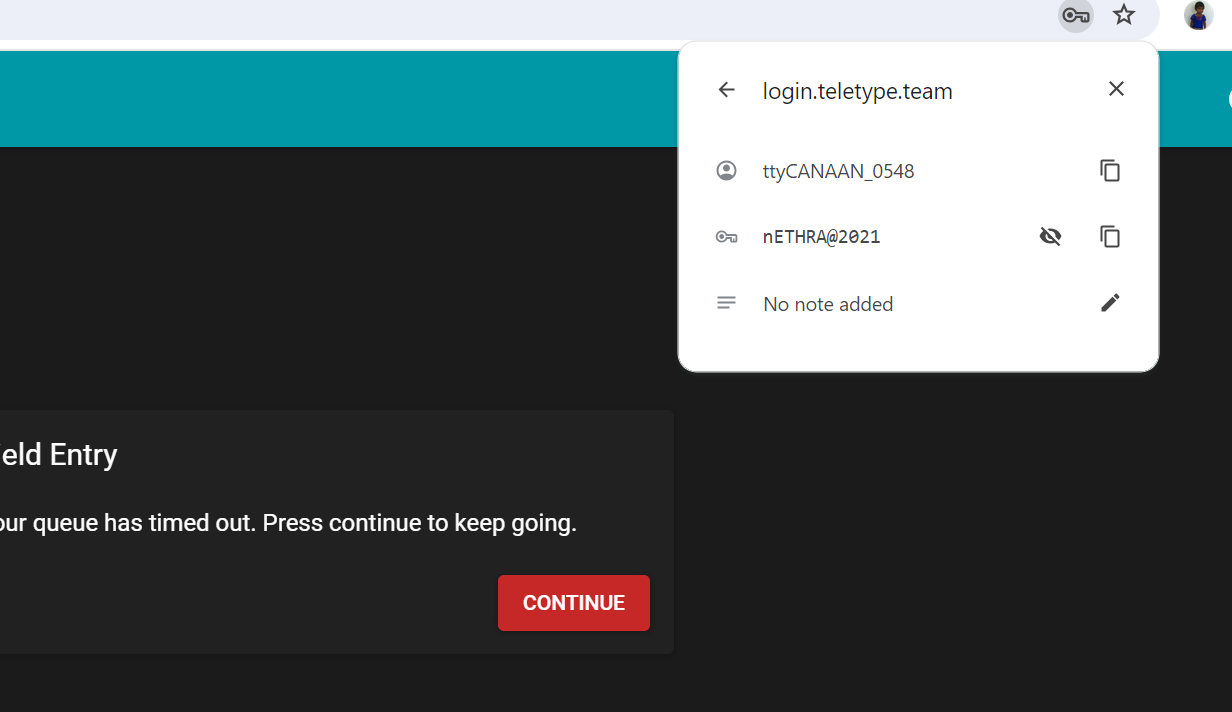 login.teletype.team
ttyCANAAN_0548
nETHRA@2021
No note added
eld Entry
our queue has timed out. Press continue to keep going.
CONTINUE